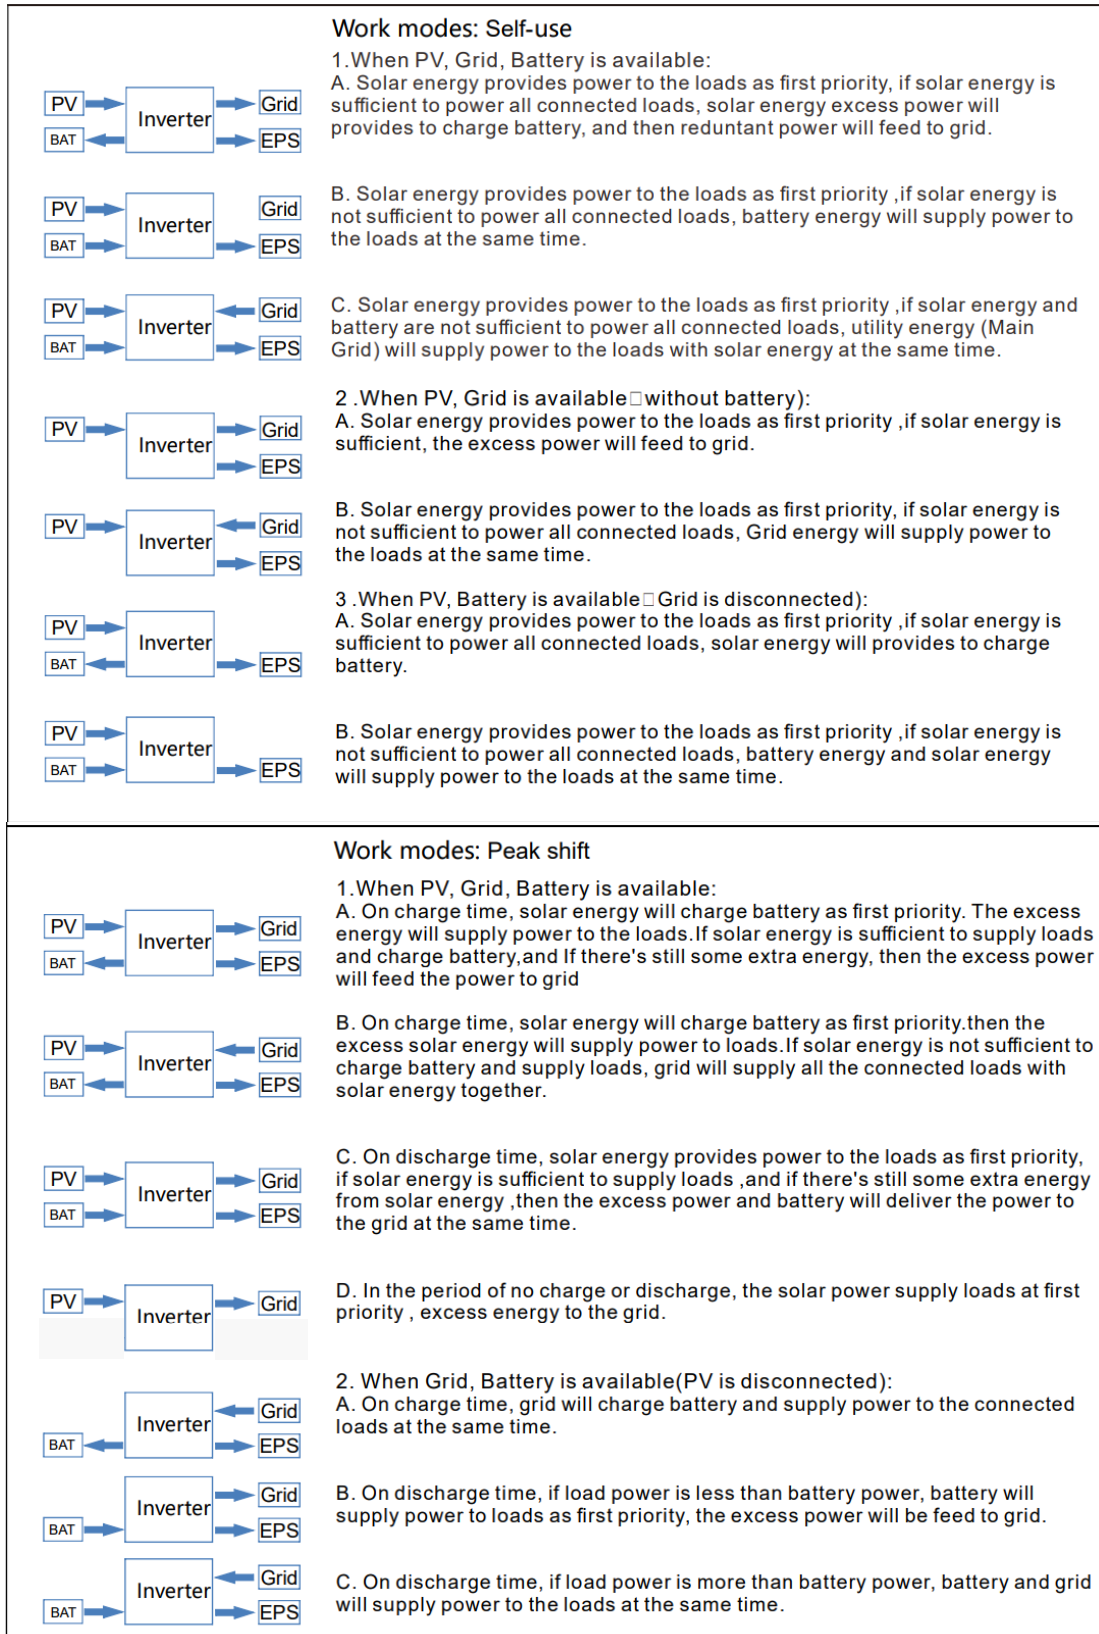 Work modes: Self-use
1.When PV, Grid, Battery is available:
A. Solar energy provides power to the loads as first priority, if solar energy is
sufficient to power all connected loads, solar energy excess power will
provides to charge battery, and then reduntant power will feed to grid.
PV
Inverter
Grid
BAT
EPS
B. Solar energy provides power to the loads as first priority ,if solar energy is
not sufficient to power all connected loads, battery energy will supply power to
the loads at the same time.
PV
Inverter
Grid
BAT
EPS
C. Solar energy provides power to the loads as first priority ,if solar energy and
battery are not sufficient to power all connected loads, utility energy (Main
Grid) will supply power to the loads with solar energy at the same time.
PV
Inverter
Grid
BAT
EPS
2 .When PV, Grid is available□without battery):
A. Solar energy provides power to the loads as first priority ,if solar energy is
sufficient, the excess power will feed to grid.
PV
Inverter
Grid
EPS
B. Solar energy provides power to the loads as first priority, if solar energy is
not sufficient to power all connected loads, Grid energy will supply power to
the loads at the same time.
PV
Inverter
Grid
EPS
3 .When PV, Battery is available□Grid is disconnected):
A. Solar energy provides power to the loads as first priority ,if solar energy is
sufficient to power all connected loads, solar energy will provides to charge
battery.
PV
Inverter
BAT
EPS
B. Solar energy provides power to the loads as first priority ,if solar energy is
not sufficient to power all connected loads, battery energy and solar energy
will supply power to the loads at the same time.
PV
Inverter
BAT
EPS
Work modes: Peak shift
1.When PV, Grid, Battery is available:
A. On charge time, solar energy will charge battery as first priority. The excess
energy will supply power to the loads.If solar energy is sufficient to supply loads
and charge battery,and If there's still some extra energy, then the excess power
will feed the power to grid
PV
Inverter
Grid
BAT
EPS
B. On charge time, solar energy will charge battery as first priority.then the
excess solar energy will supply power to loads.If solar energy is not sufficient to
charge battery and supply loads, grid will supply all the connected loads with
solar energy together.
PV
Inverter
Grid
BAT
EPS
C. On discharge time, solar energy provides power to the loads as first priority,
if solar energy is sufficient to supply loads ,and if there's still some extra energy
from solar energy ,then the excess power and battery will deliver the power to
the grid at the same time.
PV
Inverter
Grid
BAT
EPS
D. In the period of no charge or discharge, the solar power supply loads at first
priority , excess energy to the grid.
PV
Inverter
Grid
2. When Grid, Battery is available(PV is disconnected):
A. On charge time, grid will charge battery and supply power to the connected
loads at the same time.
Inverter
Grid
BAT
EPS
B. On discharge time, if load power is less than battery power, battery will
supply power to loads as first priority, the excess power will be feed to grid.
Inverter
Grid
BAT
EPS
C. On discharge time, if load power is more than battery power, battery and grid
will supply power to the loads at the same time.
Inverter
Grid
BAT
EPS